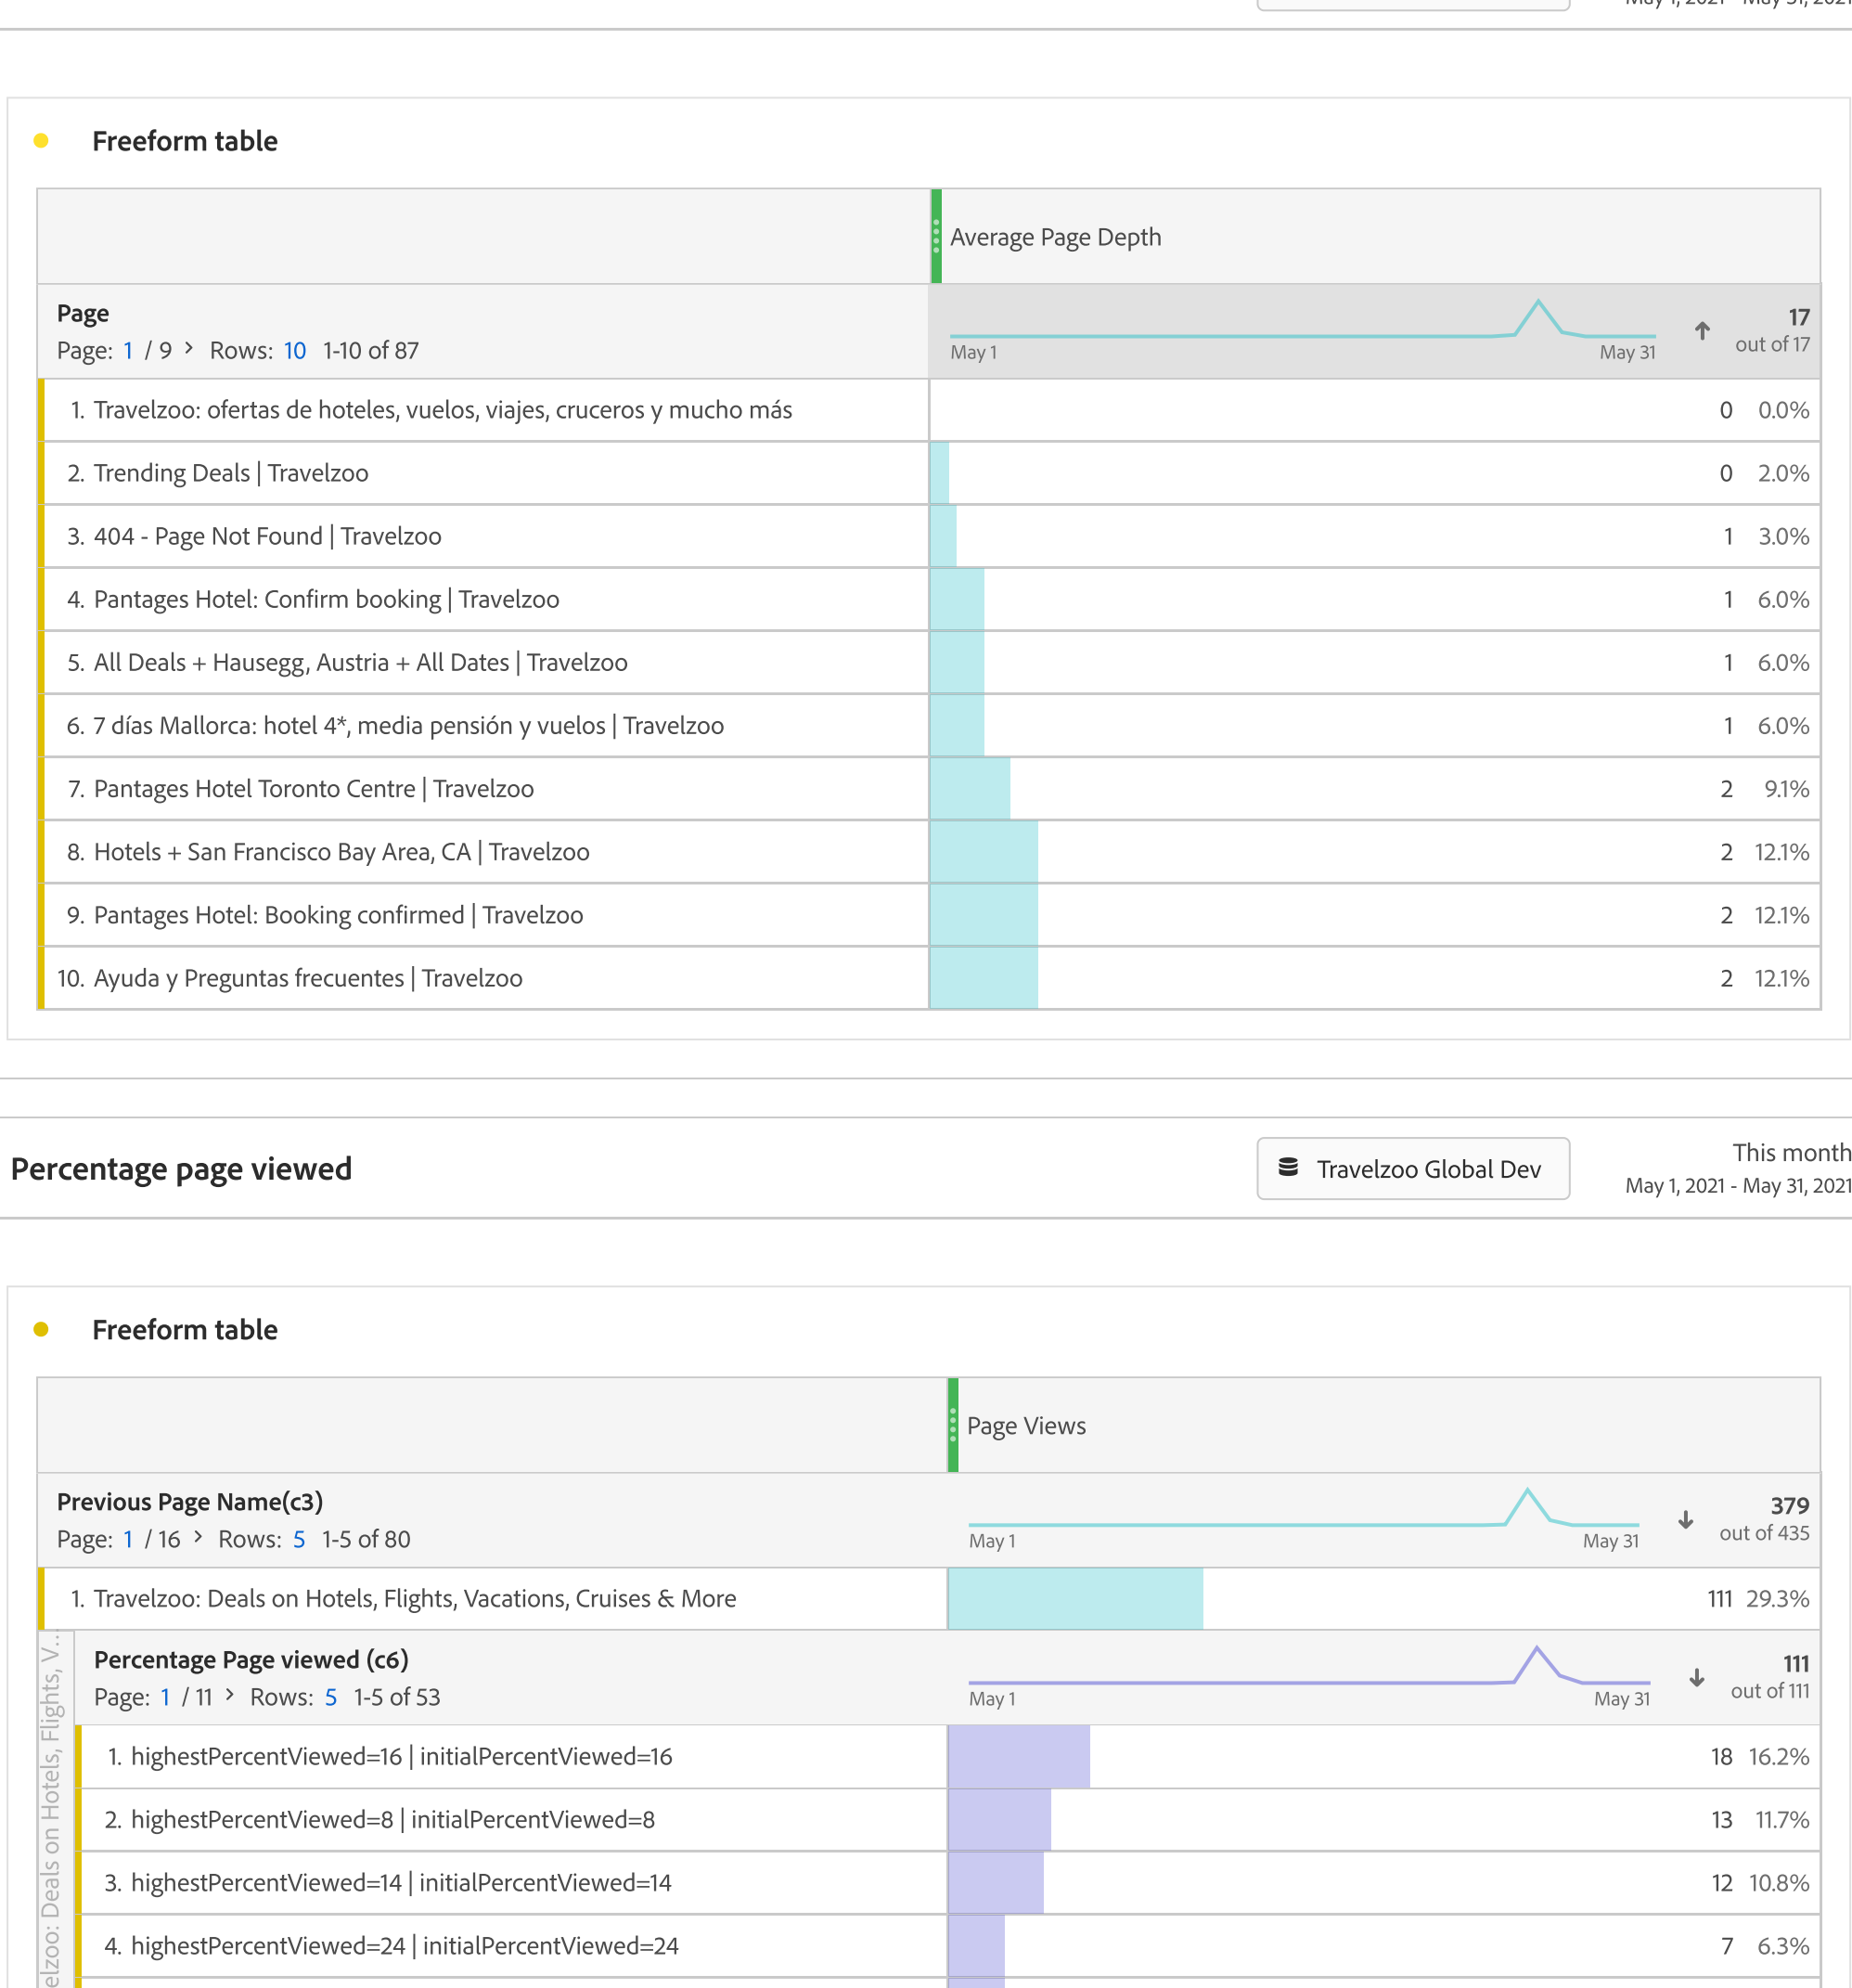 May 1, 2021 - May 31, 2021
Freeform table
Average Page Depth
Page
Page: 1 / 9 > Rows: 10 1-10 of 87
May 1
May 31
17
out of 17
1. Travelzoo: ofertas de hoteles, vuelos, viajes, cruceros y mucho más 0 0.0%
2. Trending Deals | Travelzoo 0 2.0%
3. 404 - Page Not Found | Travelzoo 1 3.0%
4. Pantages Hotel: Confirm booking | Travelzoo 1 6.0%
5. All Deals + Hausegg, Austria + All Dates | Travelzoo 1 6.0%
6. 7 días Mallorca: hotel 4*, media pensión y vuelos | Travelzoo 1 6.0%
7. Pantages Hotel Toronto Centre | Travelzoo 2 9.1%
8. Hotels + San Francisco Bay Area, CA | Travelzoo 2 12.1%
9. Pantages Hotel: Booking confirmed | Travelzoo 2 12.1%
10. Ayuda y Preguntas frecuentes | Travelzoo 2 12.1%
Percentage page viewed
Travelzoo Global Dev
This month
May 1, 2021 - May 31, 2021
Freeform table
Page Views
Previous Page Name(c3)
Page: 1 / 16 > Rows: 5 1-5 of 80
May 1
May 31
379
out of 435
1. Travelzoo: Deals on Hotels, Flights, Vacations, Cruises & More 111 29.3%
elzoo: Deals on Hotels, Flights, V...
Percentage Page viewed (c6)
Page: 1 / 11 > Rows: 5 1-5 of 53
May 1
May 31
111
out of 111
1. highestPercentViewed=16 | initialPercentViewed=16 18 16.2%
2. highestPercentViewed=8 | initialPercentViewed=8 13 11.7%
3. highestPercentViewed=14 | initialPercentViewed=14 12 10.8%
4. highestPercentViewed=24 | initialPercentViewed=24 7 6.3%